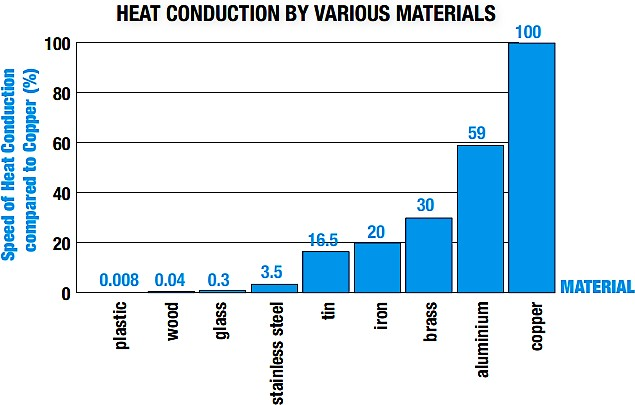 HEAT CONDUCTION BY VARIOUS MATERIALS
Speed of Heat Conduction
compared to Copper (%)
100
80
60
40
20
0
0.008
0.04
0.3
3.5
16.5
20
30
59
100
plastic
wood
glass
stainless steel
tin
iron
brass
aluminium
copper
MATERIAL